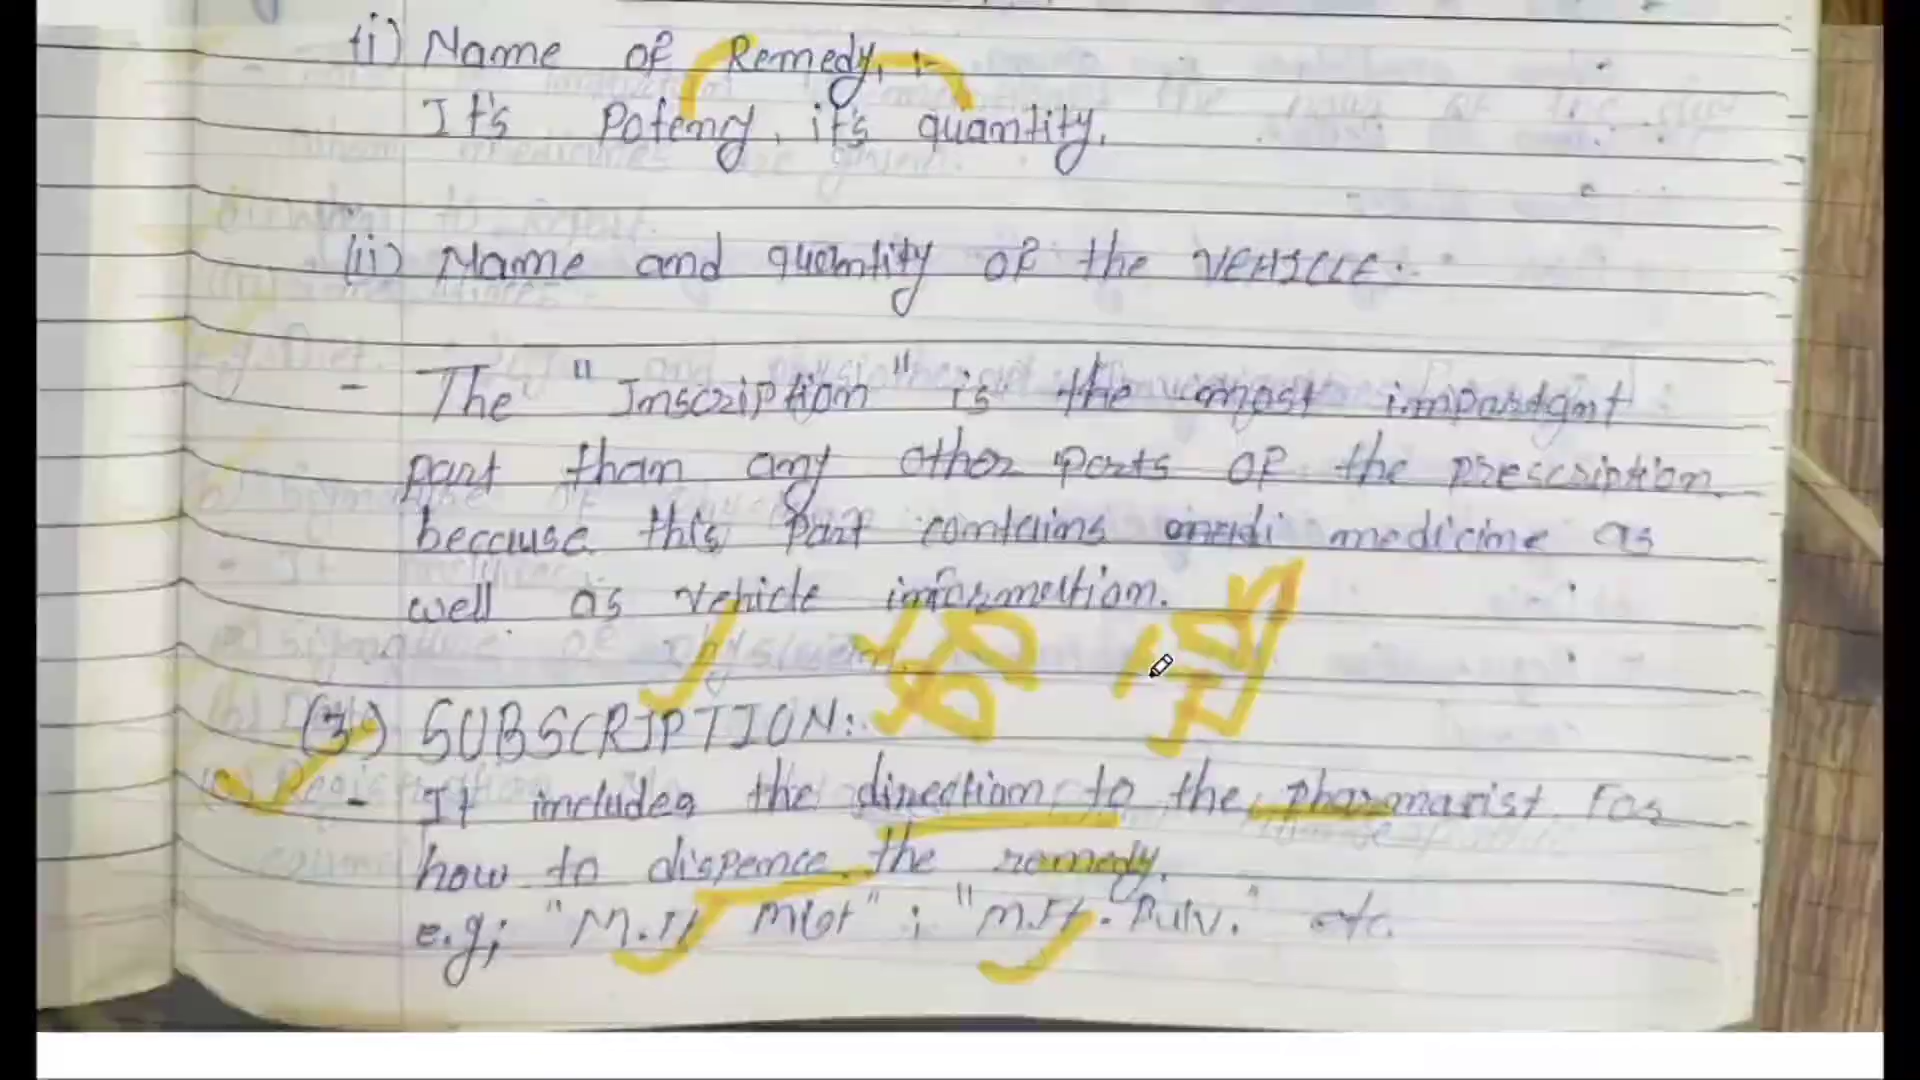 (i) Name of Remedy, :-
It's Potency, it's quantity.
(ii) Name and quantity of the VEHICLE.
- The "Inscription" is the most important
part than any other parts of the prescription
because this part contains medicine as
well as vehicle information.
(3) SUBSCRIPTION:
- It includes the direction to the pharmacist for
how to dispence the remedy.
e.g; "M.ft Mist" ; "M.ft. Pulv." etc.